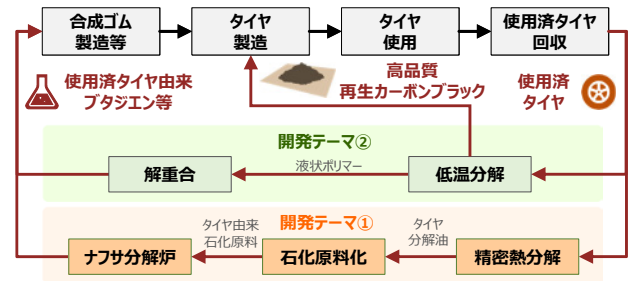 合成ゴム
製造等
タイヤ
製造
タイヤ
使用
使用済タイヤ
回収
使用済タイヤ由来
ブタジエン等
高品質
再生カーボンブラック
使用済
タイヤ
開発テーマ②
解重合
液状ポリマー
低温分解
開発テーマ①
タイヤ由来
石化原料
タイヤ
分解油
ナフサ分解炉
石化原料化
精密熱分解